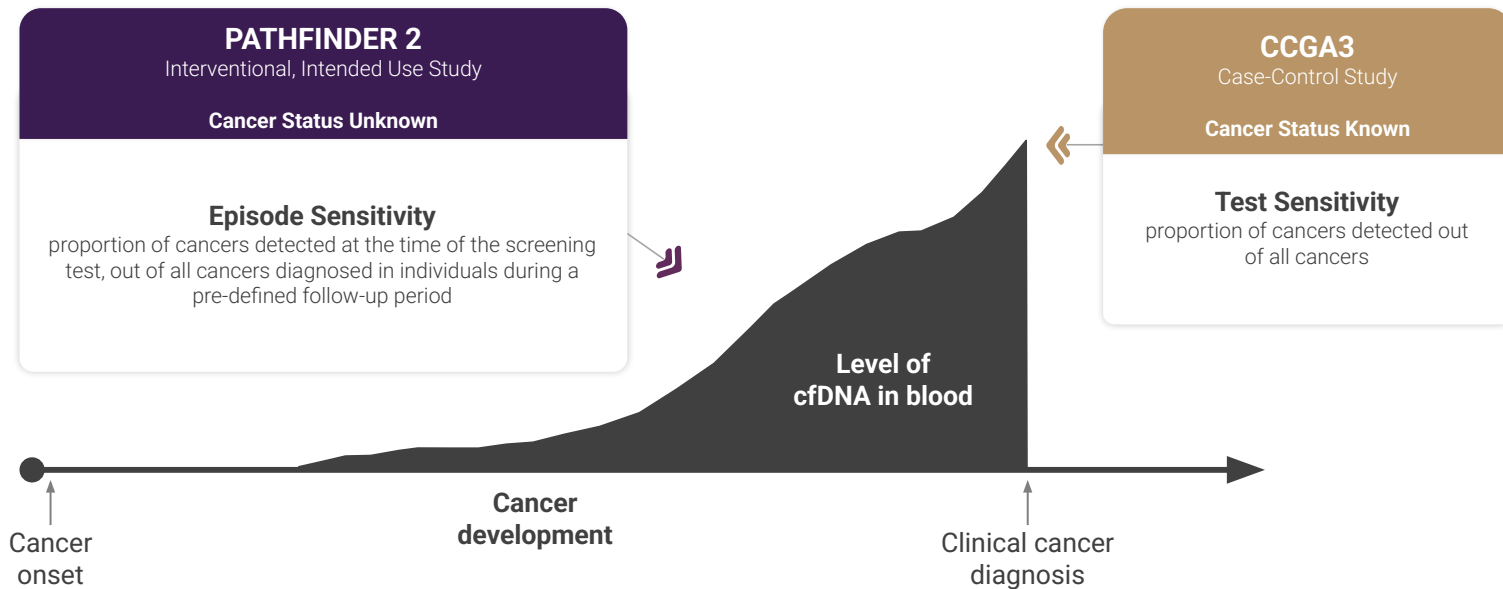 PATHFINDER 2
Interventional, Intended Use Study
Cancer Status Unknown
Episode Sensitivity
proportion of cancers detected at the time of the screening
test, out of all cancers diagnosed in individuals during a
pre-defined follow-up period
CCGA3
Case-Control Study
Cancer Status Known
Test Sensitivity
proportion of cancers detected out
of all cancers
Level of
cfDNA in blood
Cancer
onset
Cancer
development
Clinical cancer
diagnosis